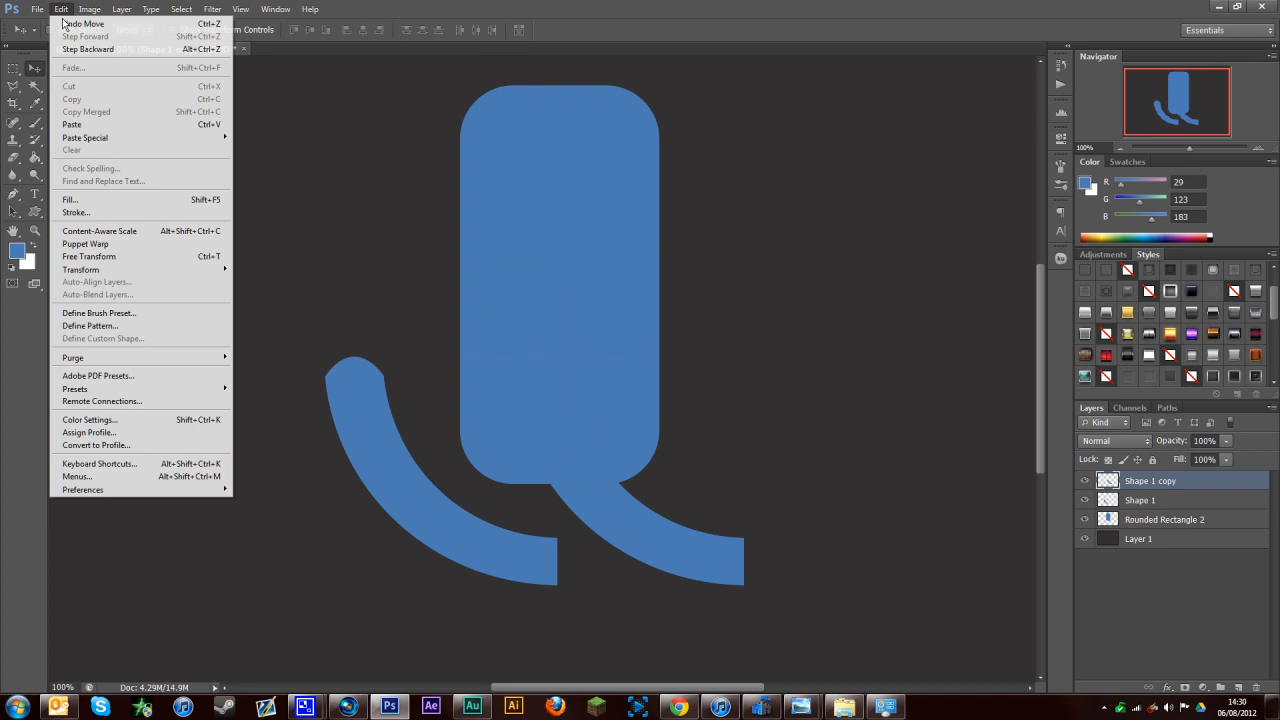 Ps File Edit Image Layer Type Select Filter View Window Help
Undo Move Ctrl+Z
Step Forward Shift+Ctrl+Z
Step Backward Alt+Ctrl+Z
Fade... Shift+Ctrl+F
Cut Ctrl+X
Copy Ctrl+C
Copy Merged Shift+Ctrl+C
Paste Ctrl+V
Paste Special
Clear
Check Spelling...
Find and Replace Text...
Fill... Shift+F5
Stroke...
Content-Aware Scale Alt+Shift+Ctrl+C
Puppet Warp
Free Transform Ctrl+T
Transform
Auto-Align Layers...
Auto-Blend Layers...
Define Brush Preset...
Define Pattern...
Define Custom Shape...
Purge
Adobe PDF Presets...
Presets
Remote Connections...
Color Settings... Shift+Ctrl+K
Assign Profile...
Convert to Profile...
Keyboard Shortcuts... Alt+Shift+Ctrl+K
Menus... Alt+Shift+Ctrl+M
Preferences
Controls
Essentials
Navigator
100%
Color Swatches
R 29
G 123
B 183
Adjustments Styles
Layers Channels Paths
Kind
Normal Opacity: 100%
Lock: Fill: 100%
Shape 1 copy
Shape 1
Rounded Rectangle 2
Layer 1
100% Doc: 4.29M/14.9M
Ps Ae Au Ai
14:30
06/08/2012